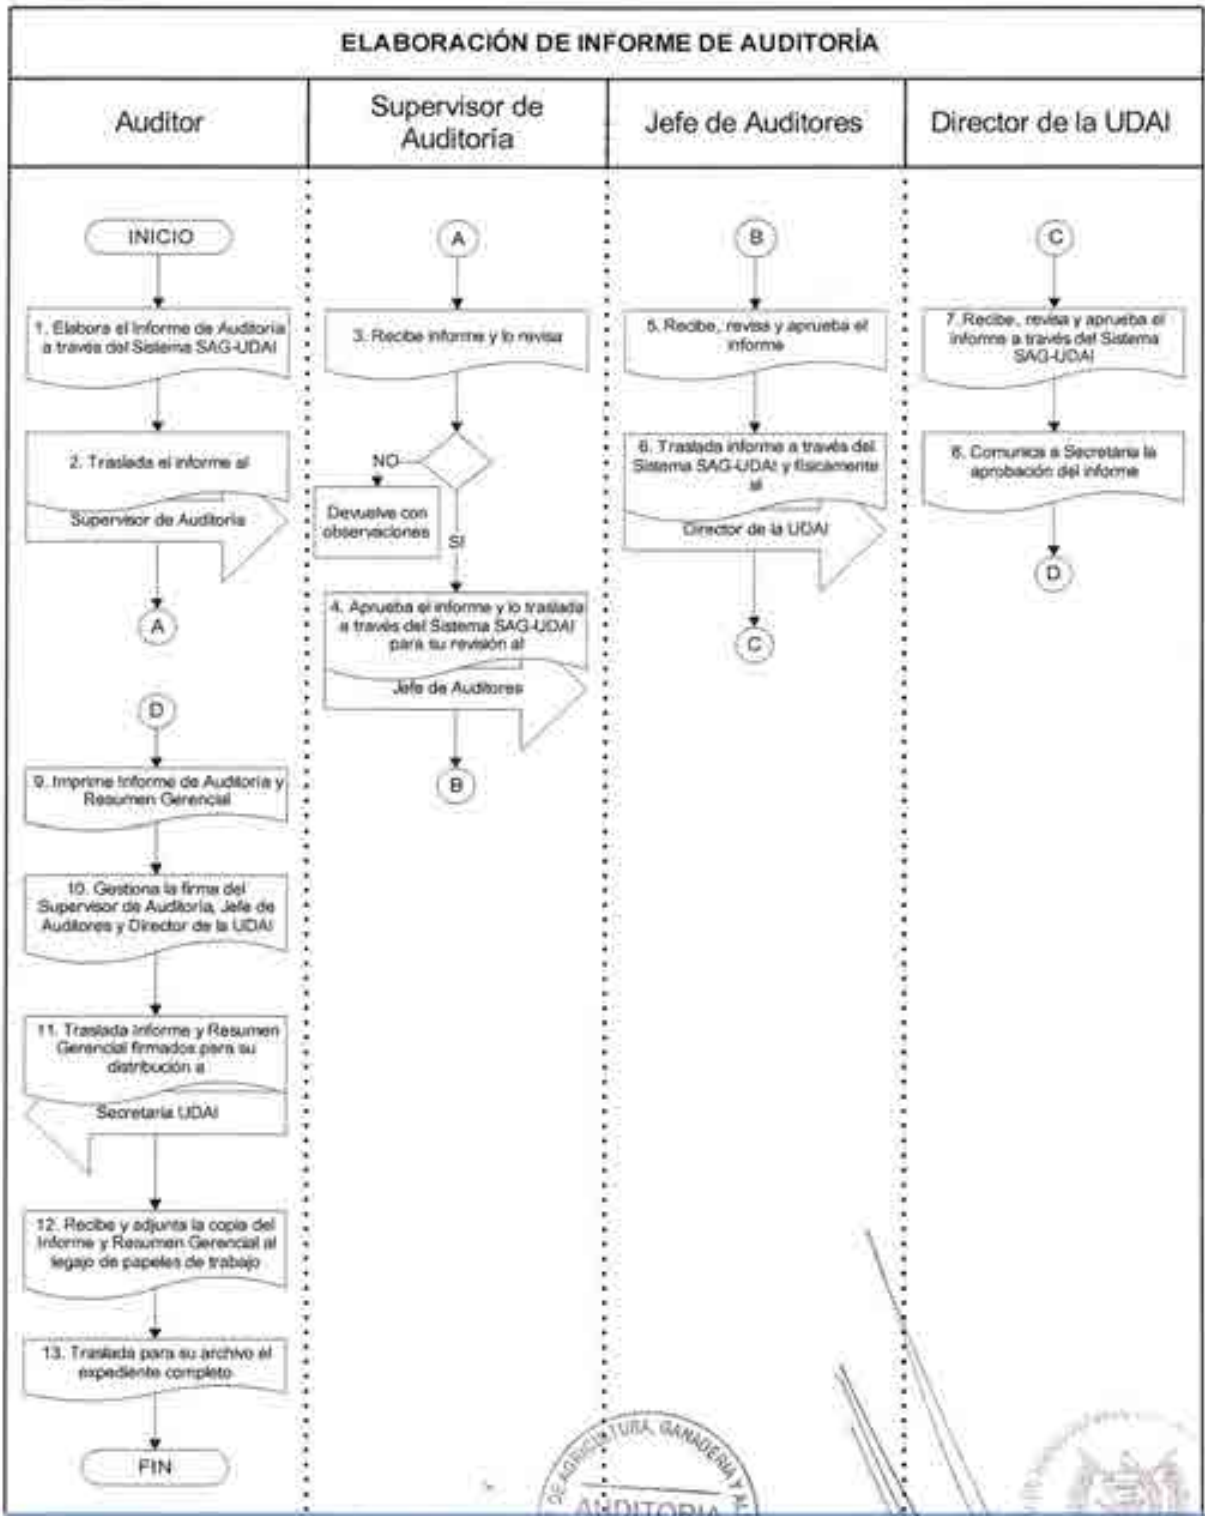 ELABORACIÓN DE INFORME DE AUDITORÍA
Auditor
Supervisor de
Auditoría
Jefe de Auditores
Director de la UDAI
INICIO
1. Elabora el Informe de Auditoría
a través del Sistema SAG-UDAI
2. Traslada el informe al
Supervisor de Auditoría
A
D
9. Imprime Informe de Auditoría y
Resumen Gerencial
10. Gestiona la firma del
Supervisor de Auditoría, Jefe de
Auditores y Director de la UDAI
11. Traslada Informe y Resumen
Gerencial firmados para su
distribución a
Secretaria UDAI
12. Recibe y adjunta la copia del
Informe y Resumen Gerencial al
legajo de papeles de trabajo
13. Traslada para su archivo el
expediente completo
FIN
A
3. Recibe informe y lo revisa
NO
Devuelve con
observaciones
SI
4. Aprueba el informe y lo traslada
a través del Sistema SAG-UDAI
para su revisión al
Jefe de Auditores
B
B
5. Recibe, revisa y aprueba el
informe
6. Traslada informe a través del
Sistema SAG-UDAI y físicamente
al
Director de la UDAI
C
C
7. Recibe, revisa y aprueba el
informe a través del Sistema
SAG-UDAI
8. Comunica a Secretaria la
aprobación del informe
D
DE AGRICULTURA, GANADERIA Y
AUDITORIA